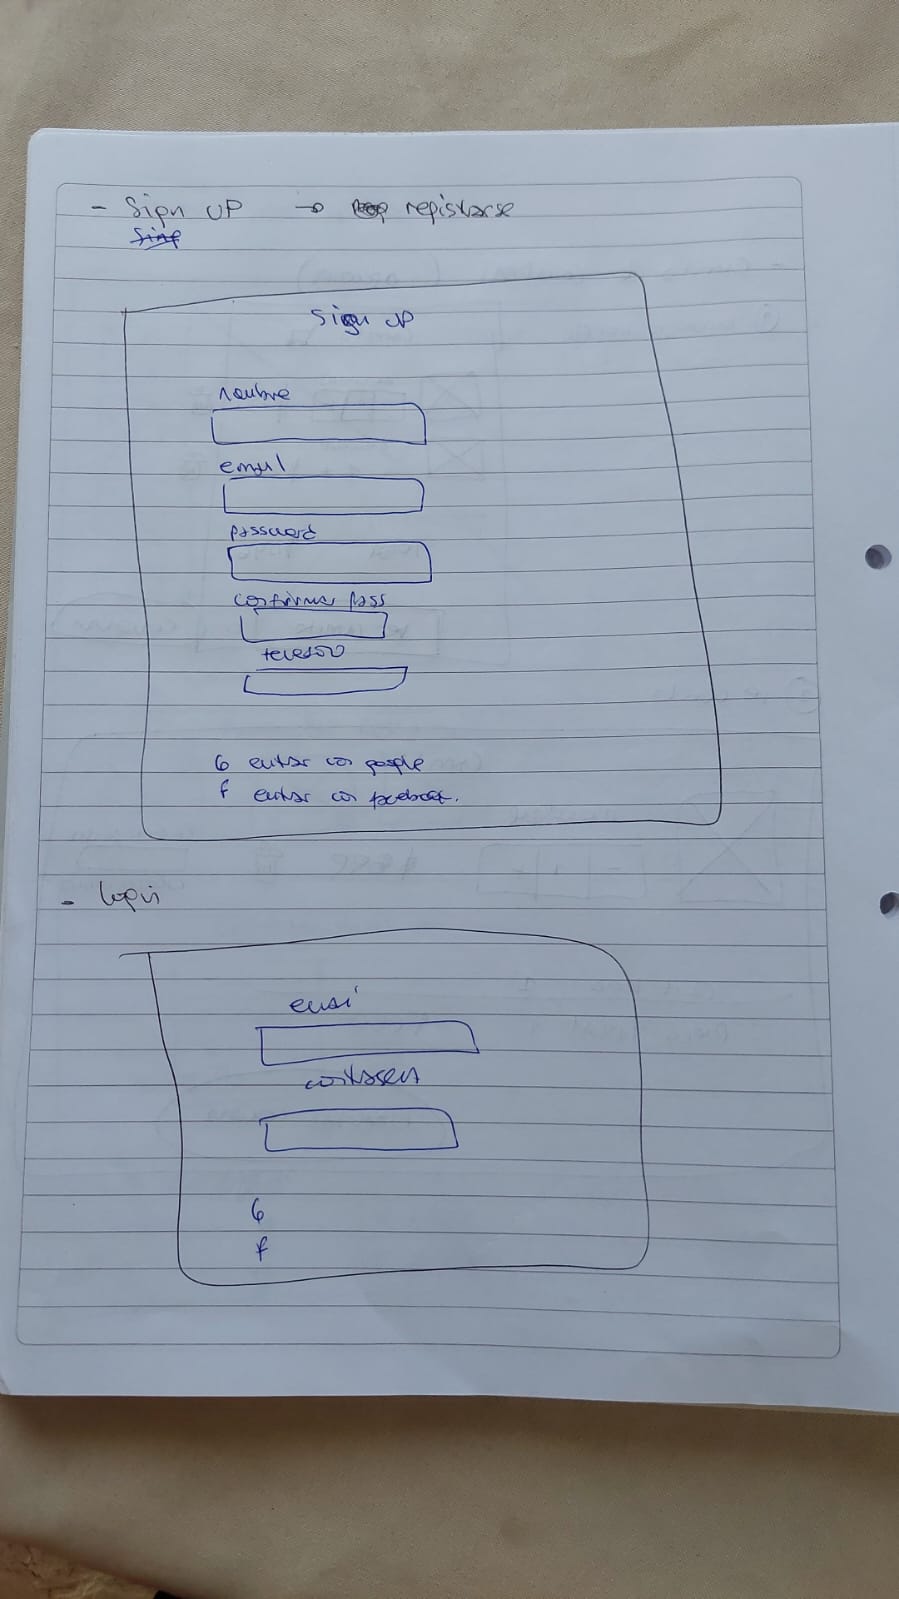 - Sign UP → registrarse
Sign UP
nombre
email
password
confirmar pass
telefono
G entrar con google
f entrar con facebook.
- login
email
contraseña
G
f